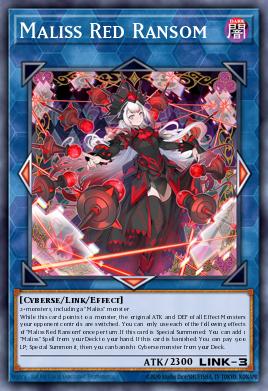 MALISS RED RANSOM
DARK
闇
[CYBERSE/LINK/EFFECT]
2+ monsters, including a "Maliss" monster
While this card points to a monster, the original ATK and DEF of all Effect Monsters
your opponent controls are switched. You can only use each of the following effects
of "Maliss Red Ransom" once per turn. If this card is Special Summoned: You can add 1
"Maliss" Spell from your Deck to your hand. If this card is banished: You can pay 900
LP; Special Summon it, then you can banish 1 Cyberse monster from your Deck.
ATK/2300 LINK-3